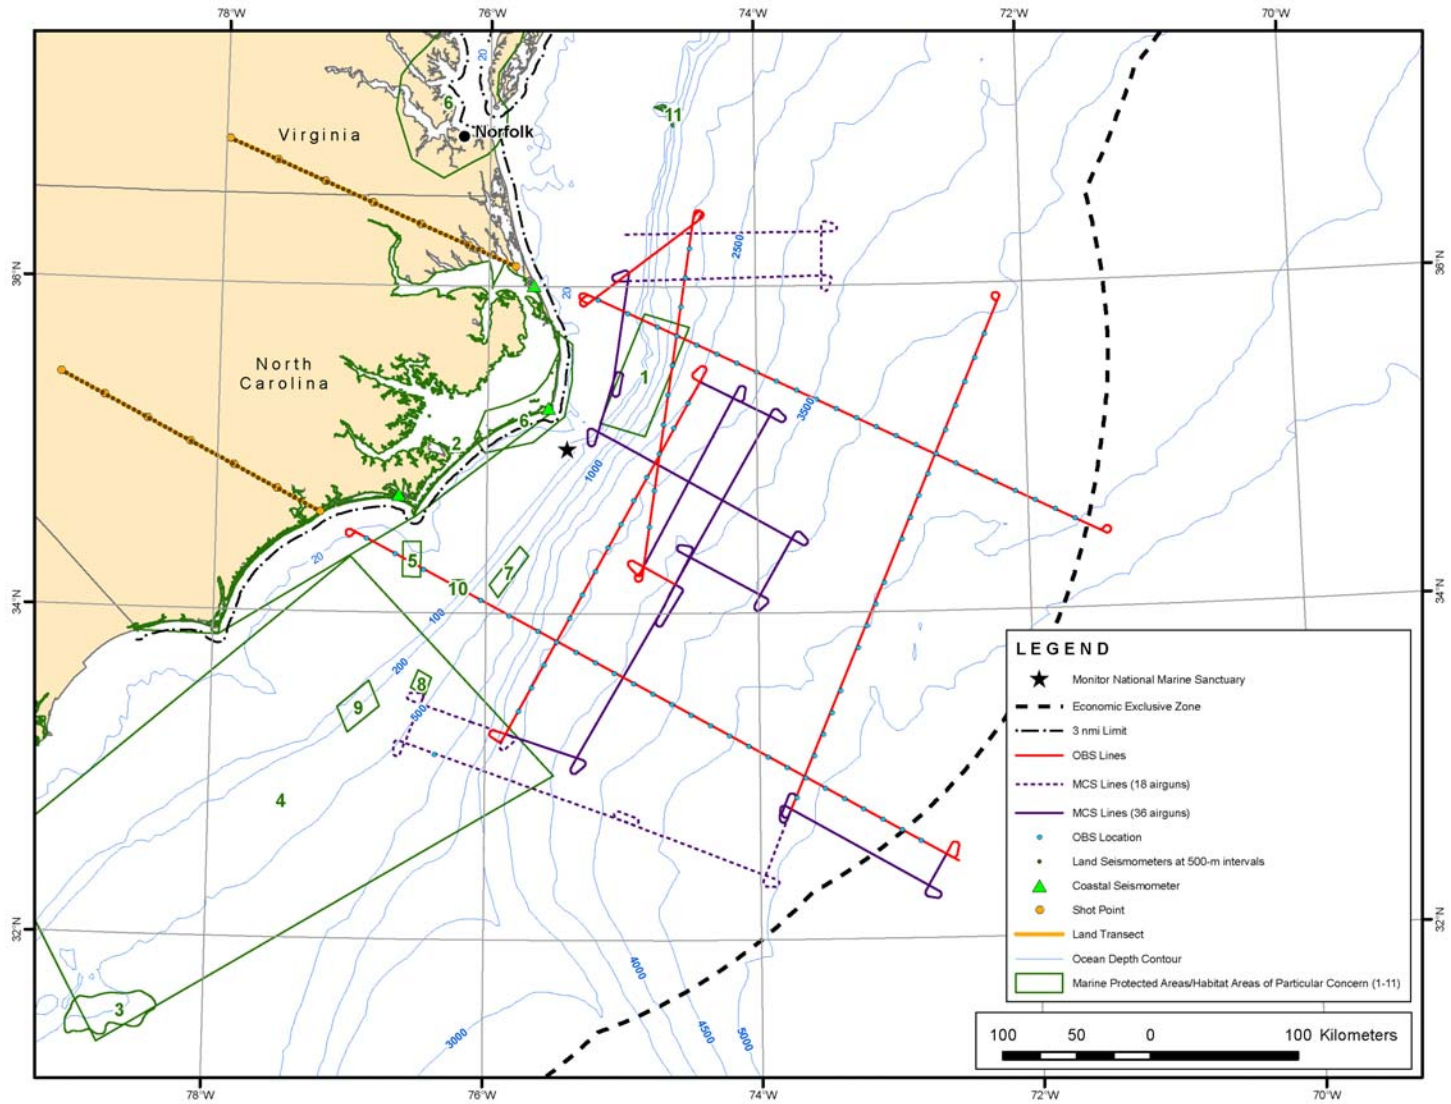 78°W 76°W 74°W 72°W 70°W
20
6
11
Virginia
Norfolk
2500
36°N
36°N
20
North
Carolina
1
3500
6
2
1000
5
20
7
10
34°N
34°N
100
200
8
9
500
4
LEGEND
Monitor National Marine Sanctuary
Economic Exclusive Zone
3 nmi Limit
OBS Lines
MCS Lines (18 airguns)
MCS Lines (36 airguns)
OBS Location
Land Seismometers at 500-m intervals
Coastal Seismometer
Shot Point
Land Transect
Ocean Depth Contour
Marine Protected Areas/Habitat Areas of Particular Concern (1-11)
32°N
32°N
4000
3
3000
4500
5000
100 50 0 100 Kilometers
78°W 76°W 74°W 72°W 70°W